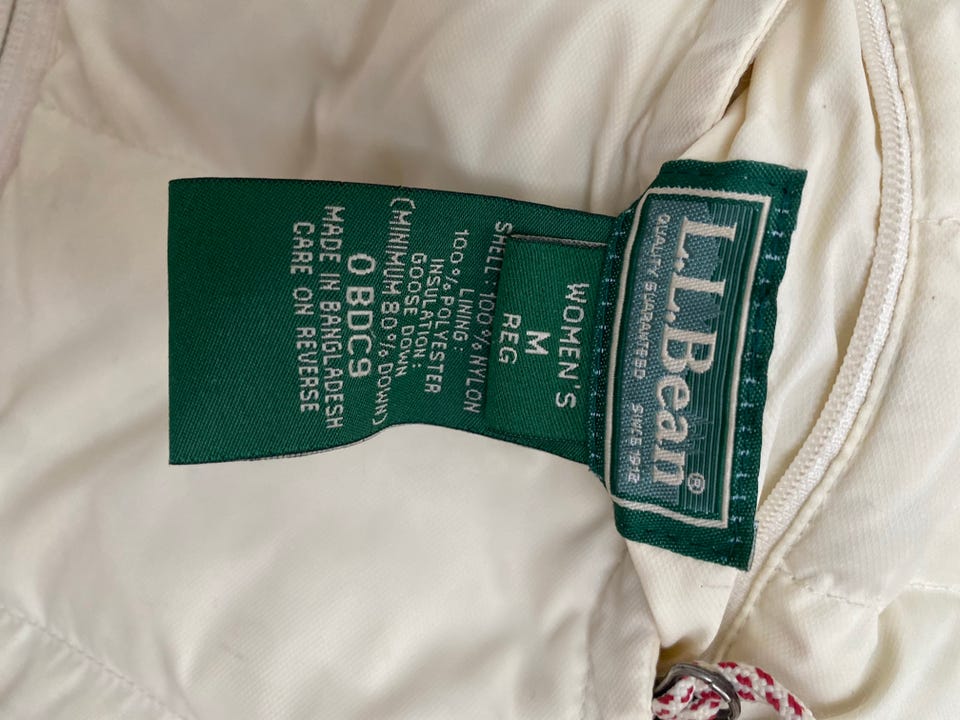 L.L.Bean®
QUALITY GUARANTEED SINCE 1912
WOMEN'S
M
REG
SHELL: 100% NYLON
LINING:
100% POLYESTER
INSULATION:
GOOSE DOWN
(MINIMUM 80% DOWN)
0 BDC9
MADE IN BANGLADESH
CARE ON REVERSE